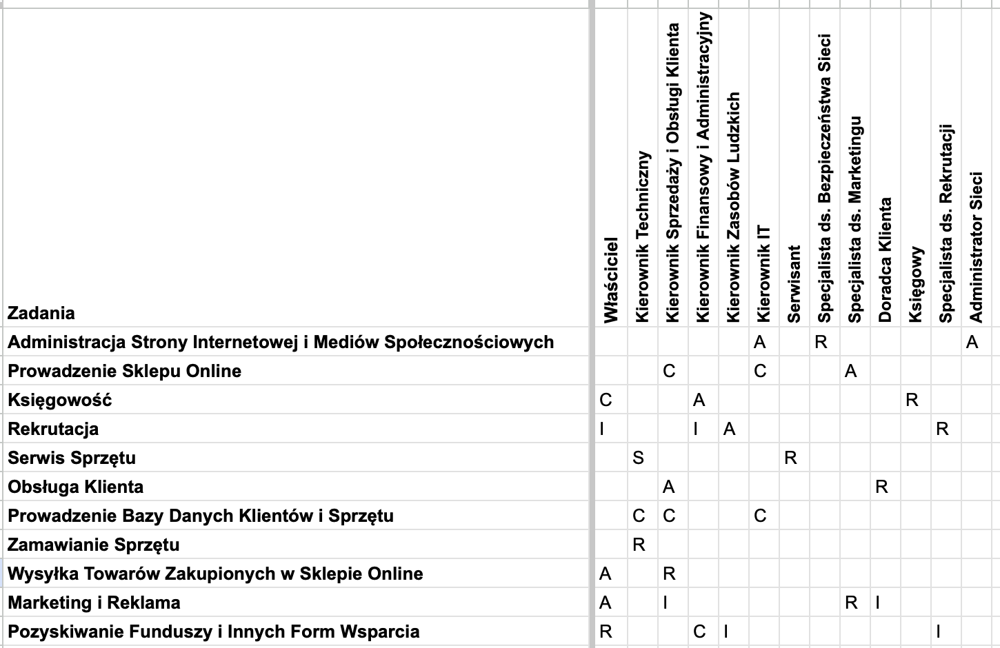 Zadania
Właściciel
Kierownik Techniczny
Kierownik Sprzedaży i Obsługi Klienta
Kierownik Finansowy i Administracyjny
Kierownik Zasobów Ludzkich
Kierownik IT
Serwisant
Specjalista ds. Bezpieczeństwa Sieci
Specjalista ds. Marketingu
Doradca Klienta
Księgowy
Specjalista ds. Rekrutacji
Administrator Sieci
Administracja Strony Internetowej i Mediów Społecznościowych A R A
Prowadzenie Sklepu Online C C A
Księgowość C A R
Rekrutacja I I A R
Serwis Sprzętu S R
Obsługa Klienta A R
Prowadzenie Bazy Danych Klientów i Sprzętu C C C
Zamawianie Sprzętu R
Wysyłka Towarów Zakupionych w Sklepie Online A R
Marketing i Reklama A I R I
Pozyskiwanie Funduszy i Innych Form Wsparcia R C I I